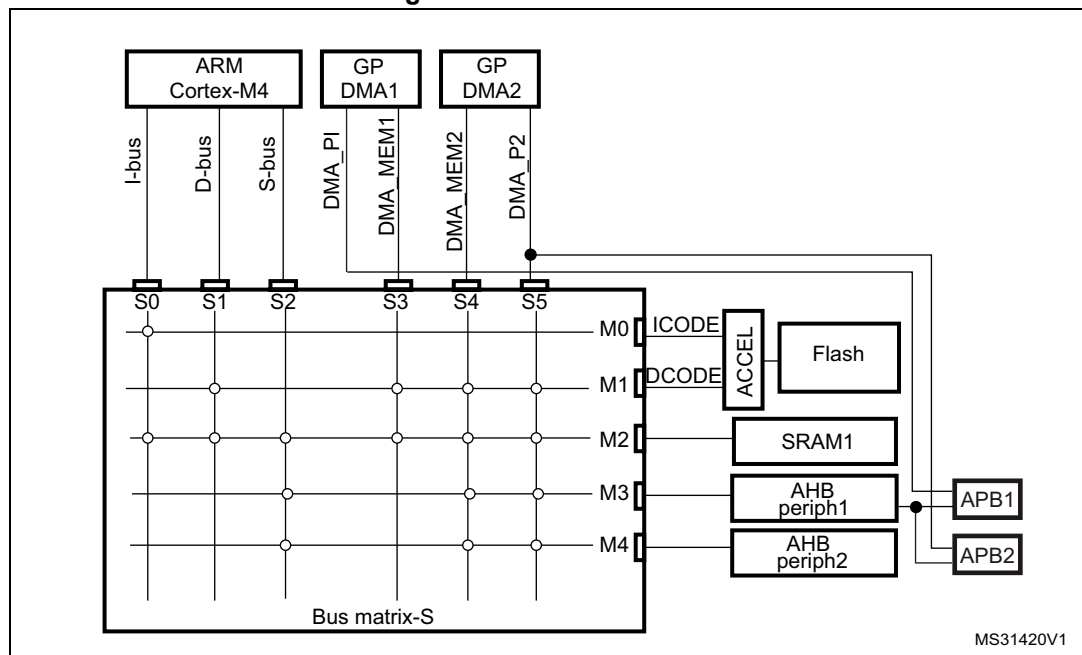 ARM
Cortex-M4
GP
DMA1
GP
DMA2
I-bus
D-bus
S-bus
DMA_PI
DMA_MEM1
DMA_MEM2
DMA_P2
S0 S1 S2 S3 S4 S5
M0
ICODE
M1
DCODE
ACCEL
Flash
M2
SRAM1
M3
AHB
periph1
APB1
M4
AHB
periph2
APB2
Bus matrix-S
MS31420V1